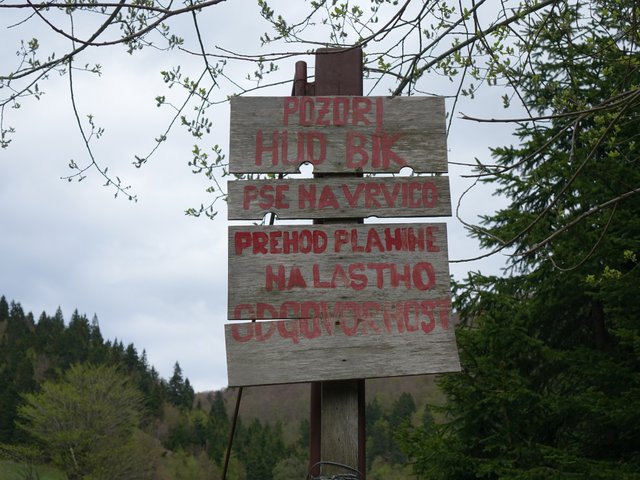 POZOR!
HUD BIK
PSE NA VRVICO
PREHOD PLANINE
NA LASTNO
ODGOVORNOST